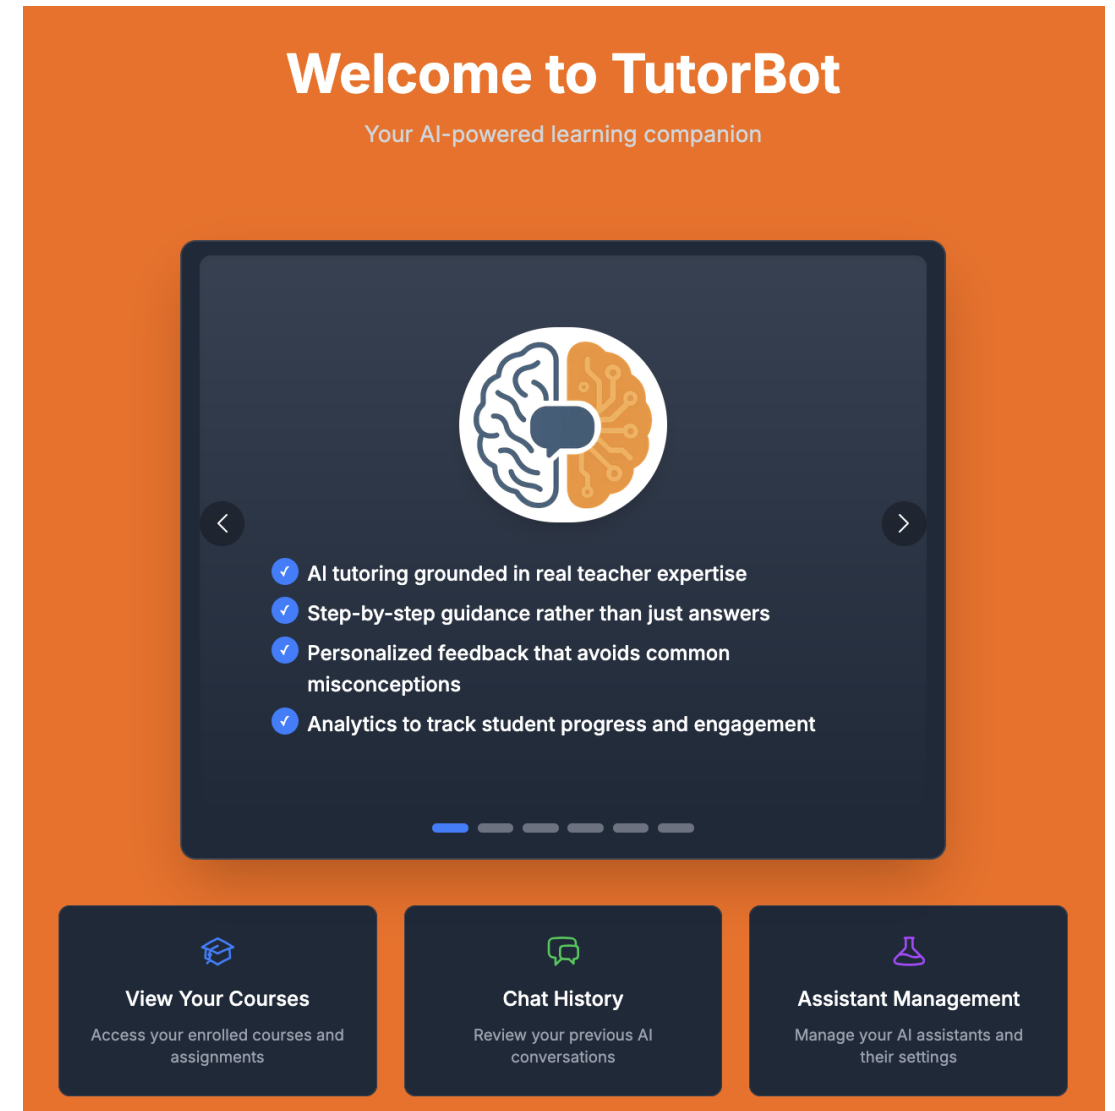 Welcome to TutorBot
Your AI-powered learning companion
AI tutoring grounded in real teacher expertise
Step-by-step guidance rather than just answers
Personalized feedback that avoids common
misconceptions
Analytics to track student progress and engagement
View Your Courses
Access your enrolled courses and
assignments
Chat History
Review your previous AI
conversations
Assistant Management
Manage your AI assistants and
their settings